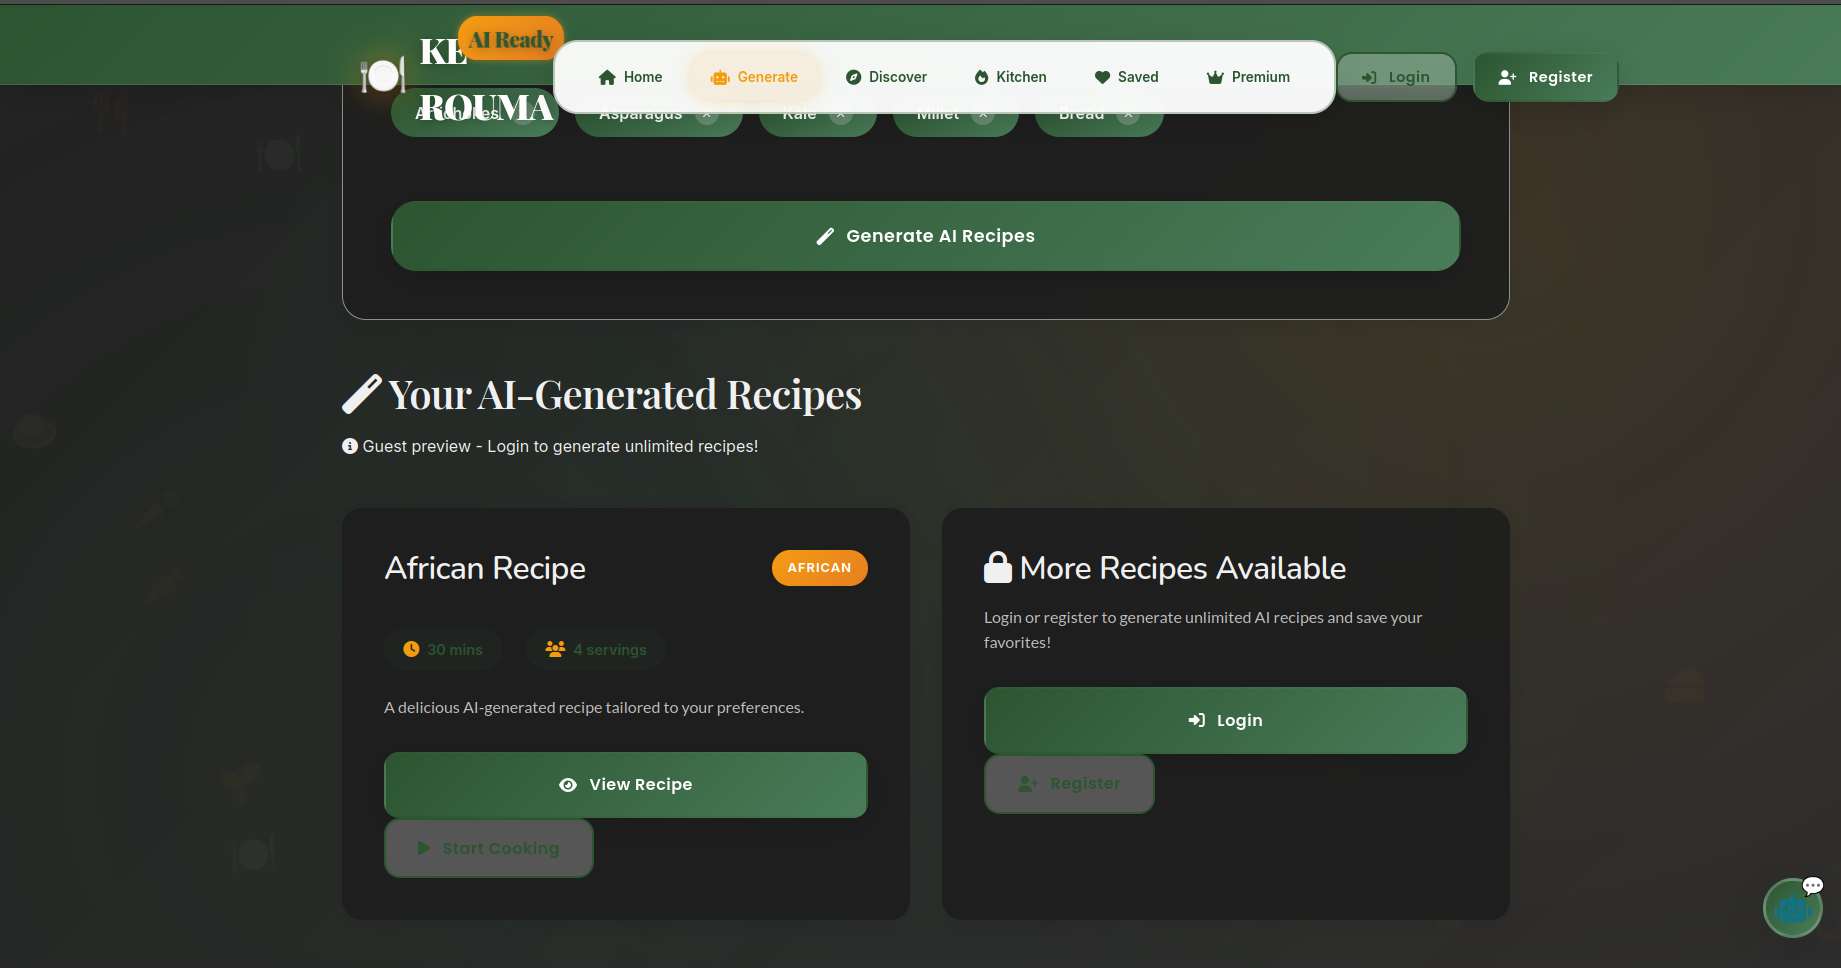 AI Ready
KE
ROUMA
Home
Generate
Discover
Kitchen
Saved
Premium
Login
Register
Artichokes
Asparagus
Kale
Millet
Bread
Generate AI Recipes
Your AI-Generated Recipes
Guest preview - Login to generate unlimited recipes!
African Recipe
AFRICAN
30 mins
4 servings
A delicious AI-generated recipe tailored to your preferences.
View Recipe
Start Cooking
More Recipes Available
Login or register to generate unlimited AI recipes and save your
favorites!
Login
Register